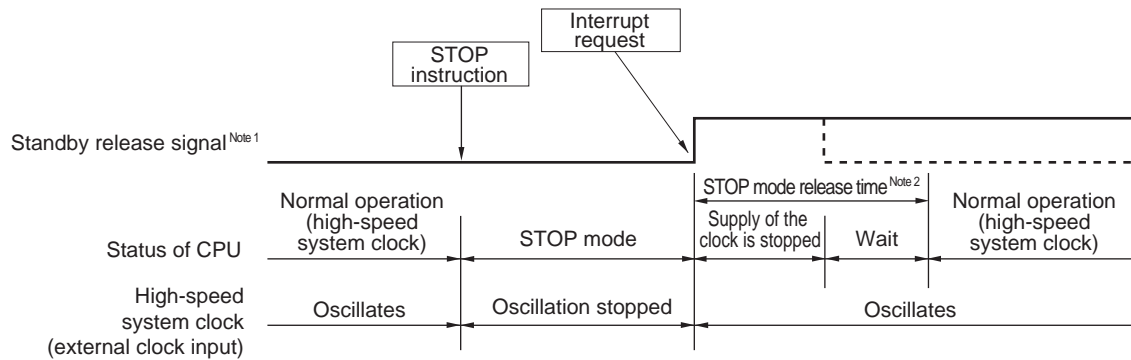 Interrupt
request
STOP
instruction
Standby release signal Note 1
STOP mode release time Note 2
Normal operation
(high-speed
system clock)
Supply of the
clock is stopped
Normal operation
(high-speed
system clock)
Status of CPU
STOP mode
Wait
High-speed
system clock
(external clock input)
Oscillates
Oscillation stopped
Oscillates